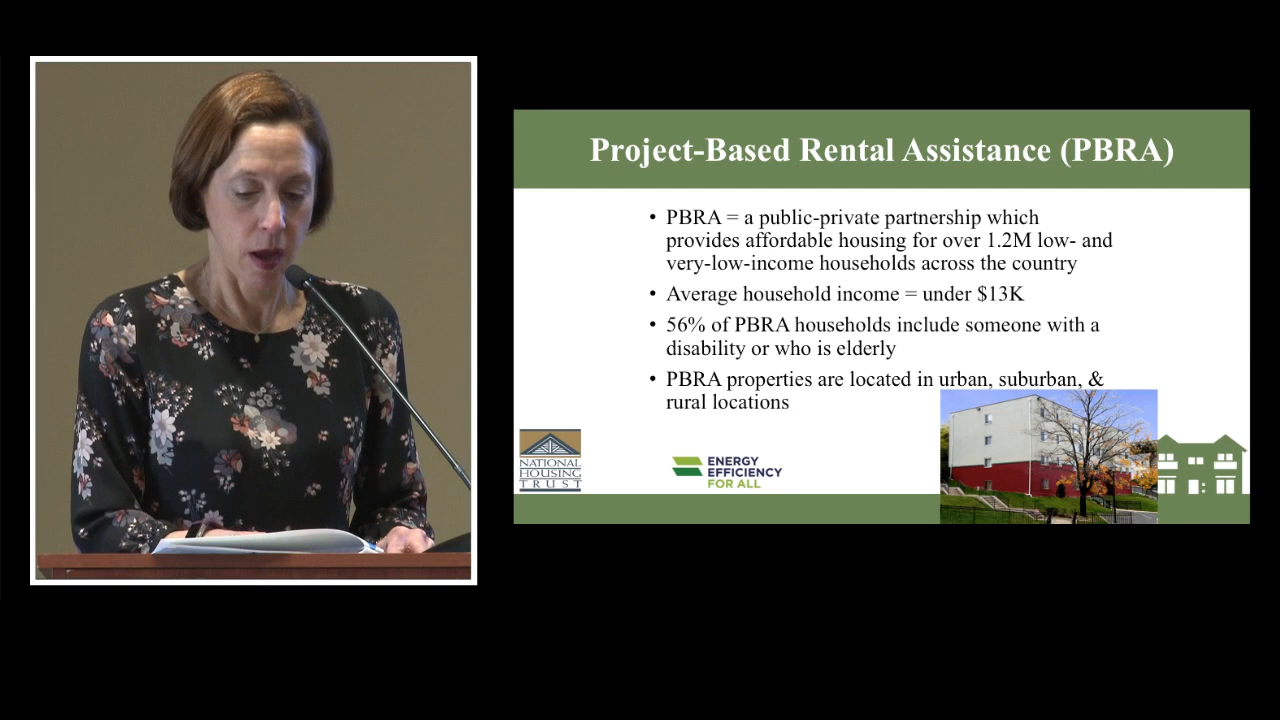 Project-Based Rental Assistance (PBRA)
• PBRA = a public-private partnership which
provides affordable housing for over 1.2M low- and
very-low-income households across the country
• Average household income = under $13K
• 56% of PBRA households include someone with a
disability or who is elderly
• PBRA properties are located in urban, suburban, &
rural locations
NATIONAL
HOUSING
TRUST
ENERGY
EFFICIENCY
FOR ALL